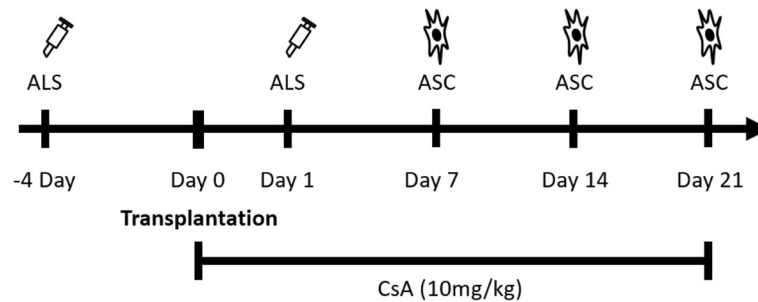 ALS ALS ASC ASC ASC
-4 Day Day 0 Day 1 Day 7 Day 14 Day 21
Transplantation
CsA (10mg/kg)